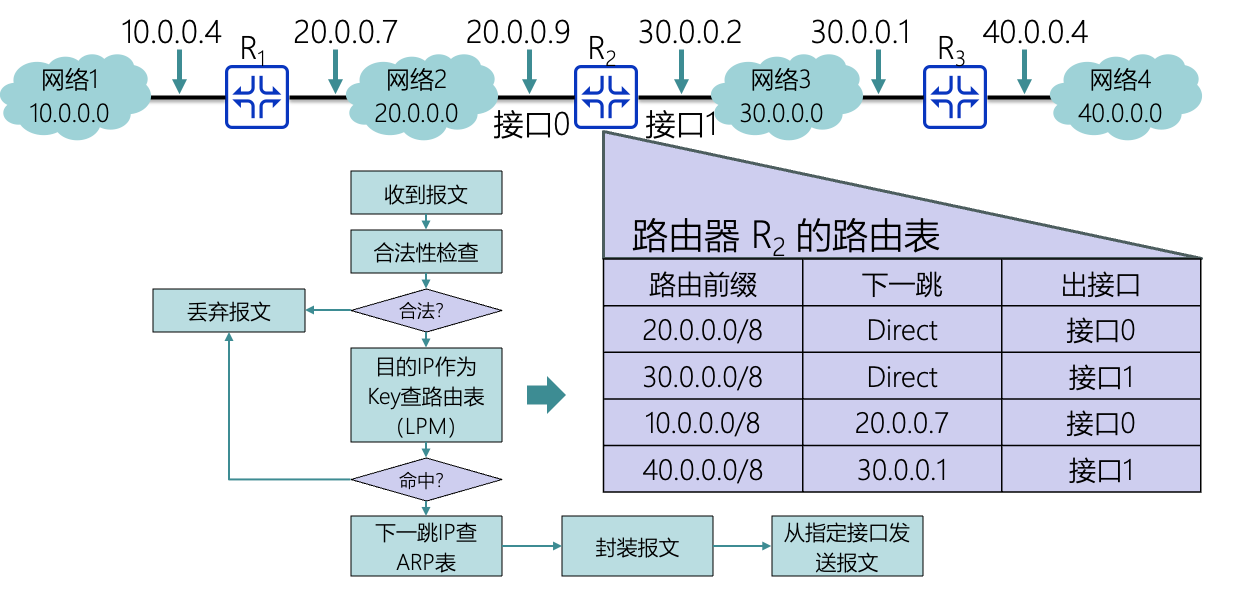 10.0.0.4
R1
20.0.0.7
20.0.0.9
R2
30.0.0.2
30.0.0.1
R3
40.0.0.4
网络1
10.0.0.0
网络2
20.0.0.0
网络3
30.0.0.0
网络4
40.0.0.0
接口0
接口1
收到报文
合法性检查
合法?
丢弃报文
目的IP作为
Key查路由表
(LPM)
命中?
下一跳IP查
ARP表
封装报文
从指定接口发
送报文
路由器 R2 的路由表
路由前缀 下一跳 出接口
20.0.0.0/8 Direct 接口0
30.0.0.0/8 Direct 接口1
10.0.0.0/8 20.0.0.7 接口0
40.0.0.0/8 30.0.0.1 接口1